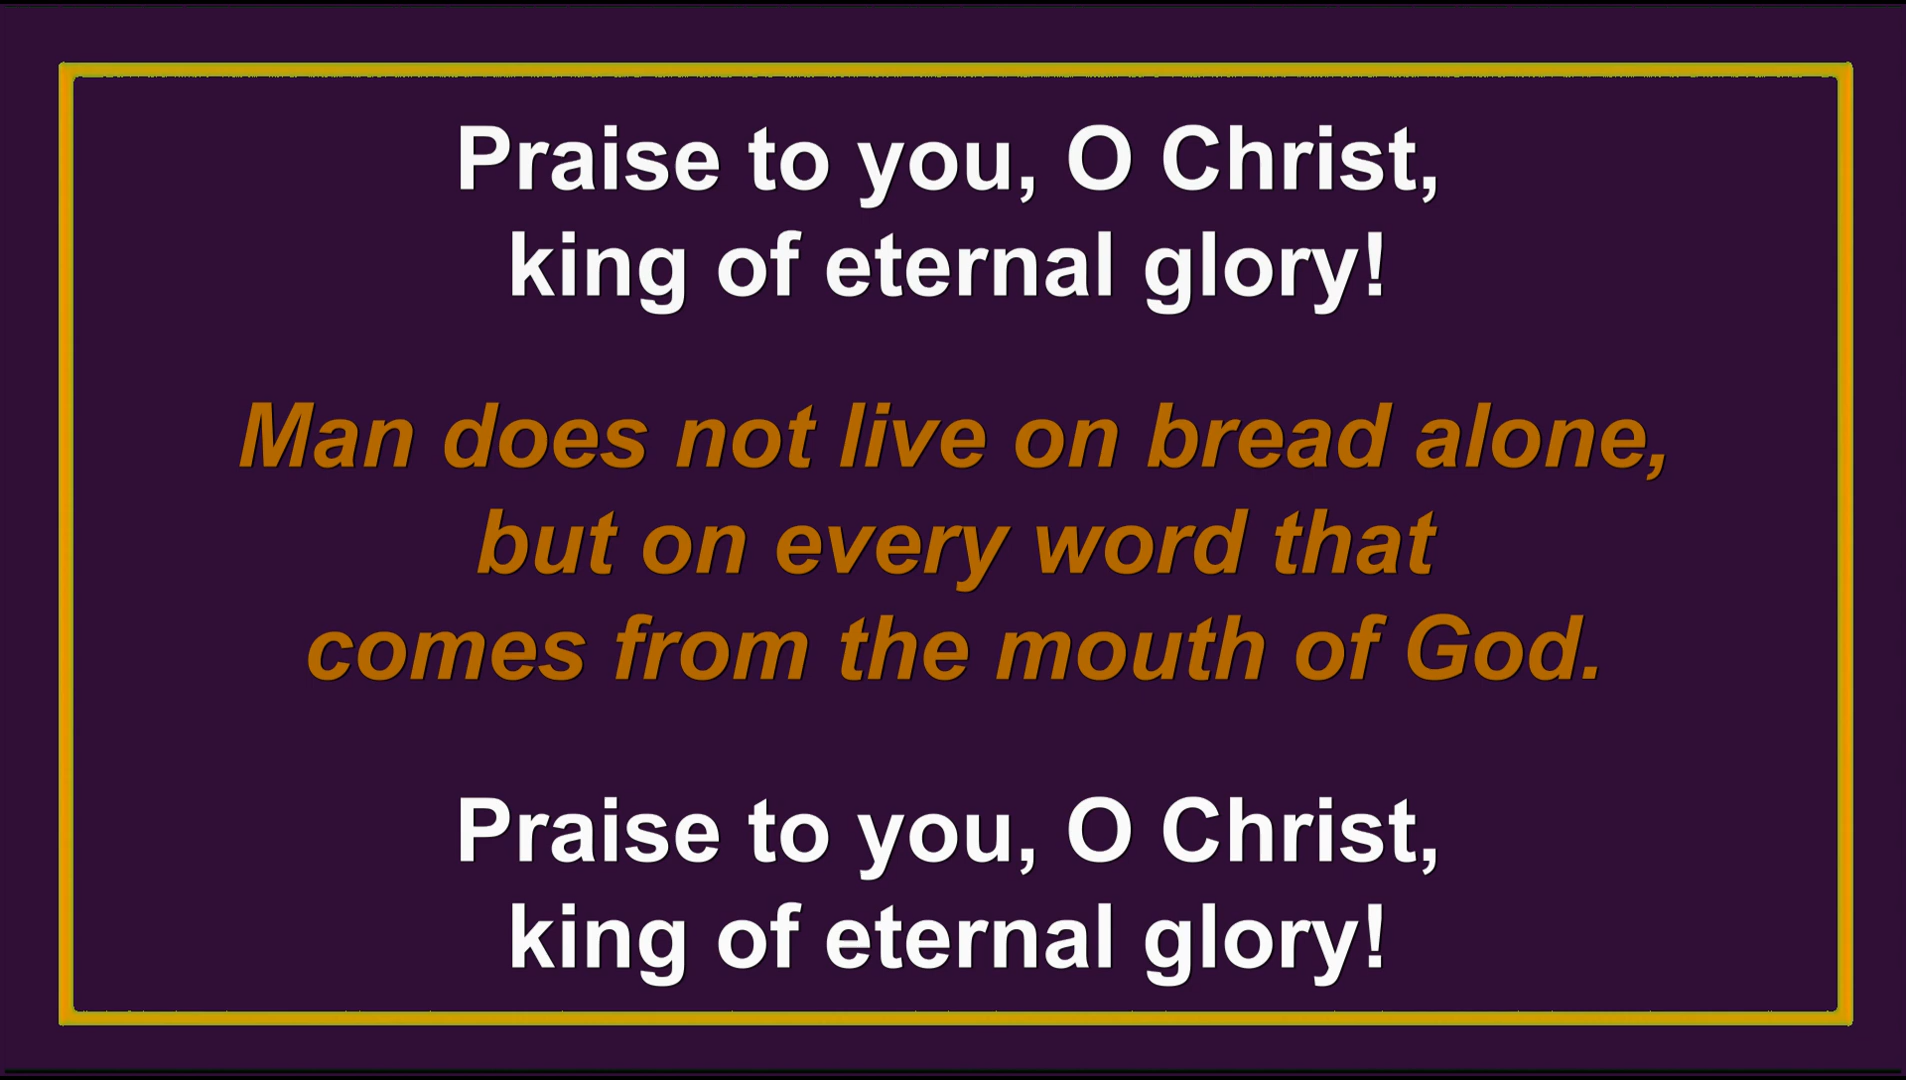 Praise to you, O Christ,
king of eternal glory!
Man does not live on bread alone,
but on every word that
comes from the mouth of God.
Praise to you, O Christ,
king of eternal glory!